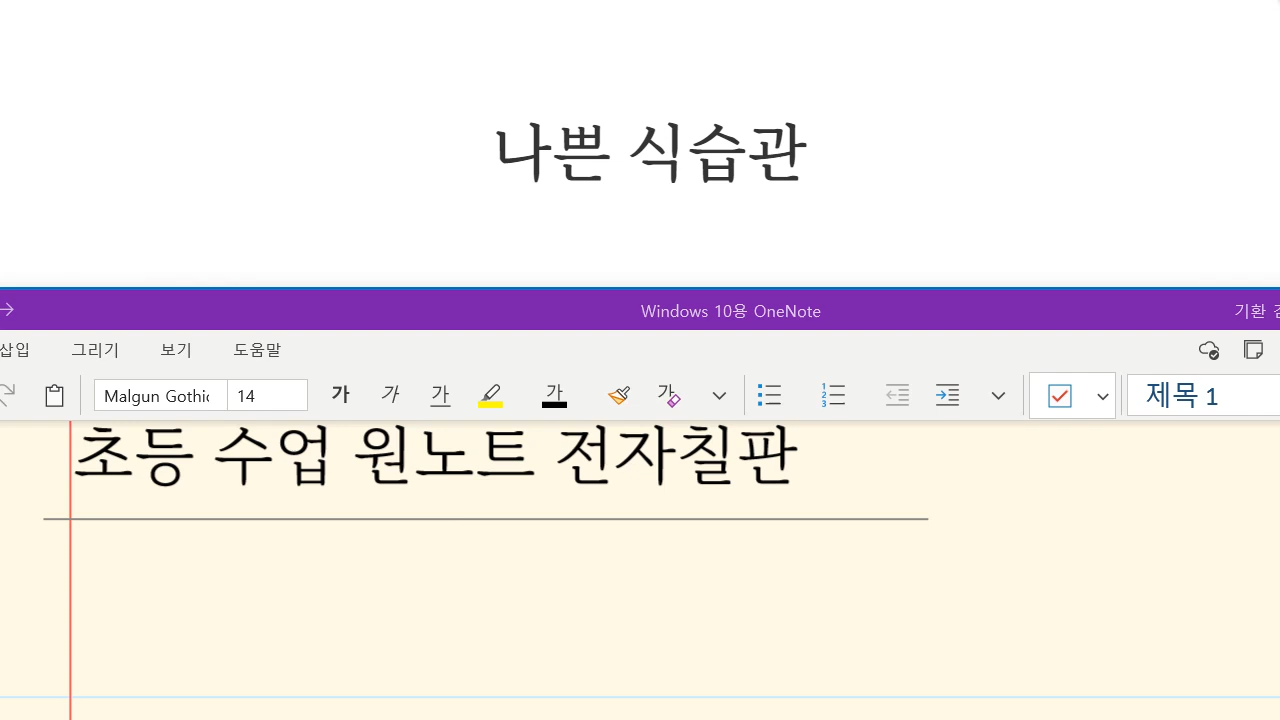 나쁜 식습관
Windows 10용 OneNote
기환
삽입 그리기 보기 도움말
Malgun Gothic 14 가 가 가 가 가 제목 1
초등 수업 원노트 전자칠판